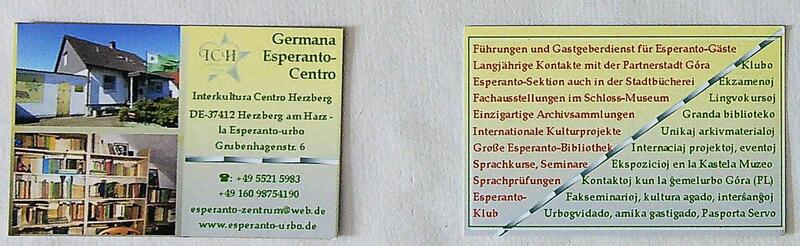 ICH
Germana
Esperanto-
Centro
Interkultura Centro Herzberg
DE-37412 Herzberg am Harz -
la Esperanto-urbo
Grubenhagenstr. 6
☎: +49 5521 5983
+49 160 98754190
esperanto-zentrum@web.de
www.esperanto-urbo.de
Führungen und Gastgeberdienst für Esperanto-Gäste
Langjährige Kontakte mit der Partnerstadt Góra Klubo
Esperanto-Sektion auch in der Stadtbücherei Ekzamenoj
Fachausstellungen im Schloss-Museum Lingvokursoj
Einzigartige Archivsammlungen Granda biblioteko
Internationale Kulturprojekte Unikaj arkivmaterialoj
Große Esperanto-Bibliothek Internaciaj projektoj, eventoj
Sprachkurse, Seminare Ekspozicioj en la Kastela Muzeo
Sprachprüfungen Kontaktoj kun la ĝemelurbo Góra (PL)
Esperanto- Fakseminarioj, kultura agado, interŝanĝoj
Klub Urbogvidado, amika gastigado, Pasporta Servo